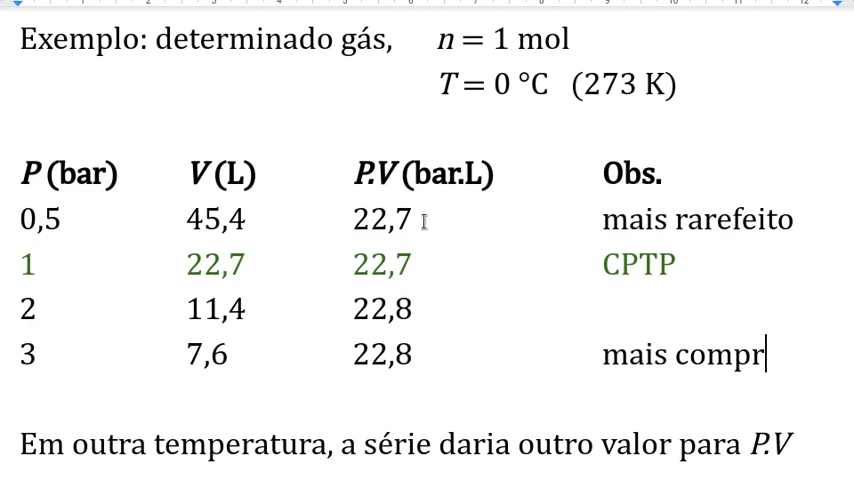 Exemplo: determinado gás, n = 1 mol
T = 0 °C (273 K)
P (bar) V (L) P.V (bar.L) Obs.
0,5 45,4 22,7 mais rarefeito
1 22,7 22,7 CPTP
2 11,4 22,8
3 7,6 22,8 mais compr
Em outra temperatura, a série daria outro valor para P.V